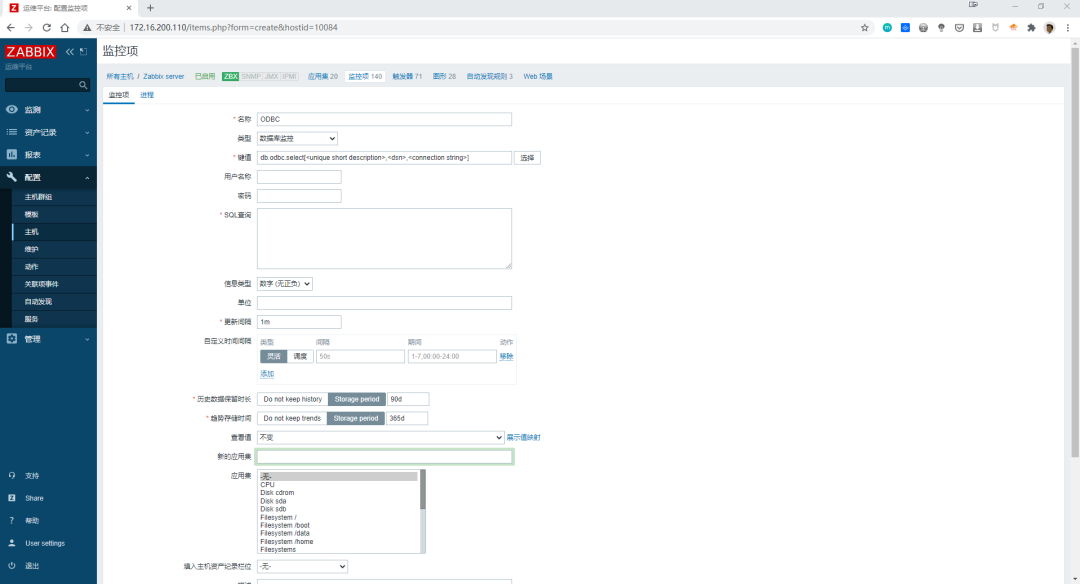 运维平台: 配置监控项
不安全 | 172.16.200.110/items.php?form=create&hostid=10084
ZABBIX
运维平台
监测
资产记录
报表
配置
主机群组
模板
主机
维护
动作
关联项事件
自动发现
服务
管理
支持
Share
帮助
User settings
退出
监控项
所有主机 / Zabbix server 已启用 ZBX SNMP JMX IPMI 应用集 20 监控项 140 触发器 71 图形 28 自动发现规则 3 Web 场景
监控项 进程
* 名称 ODBC
类型 数据库监控
* 键值 db.odbc.select[<unique short description>,<dsn>,<connection string>] 选择
用户名称
密码
* SQL查询
信息类型 数字 (无正负)
单位
* 更新间隔 1m
自定义时间间隔 类型 间隔 期间 动作
灵活 调度 50s 1-7,00:00-24:00 移除
添加
* 历史数据保留时长 Do not keep history Storage period 90d
* 趋势存储时间 Do not keep trends Storage period 365d
查看值 不变 展示值映射
新的应用集
应用集 -无-
CPU
Disk cdrom
Disk sda
Disk sdb
Filesystem /
Filesystem /boot
Filesystem /data
Filesystem /home
Filesystems
填入主机资产记录栏位 -无-